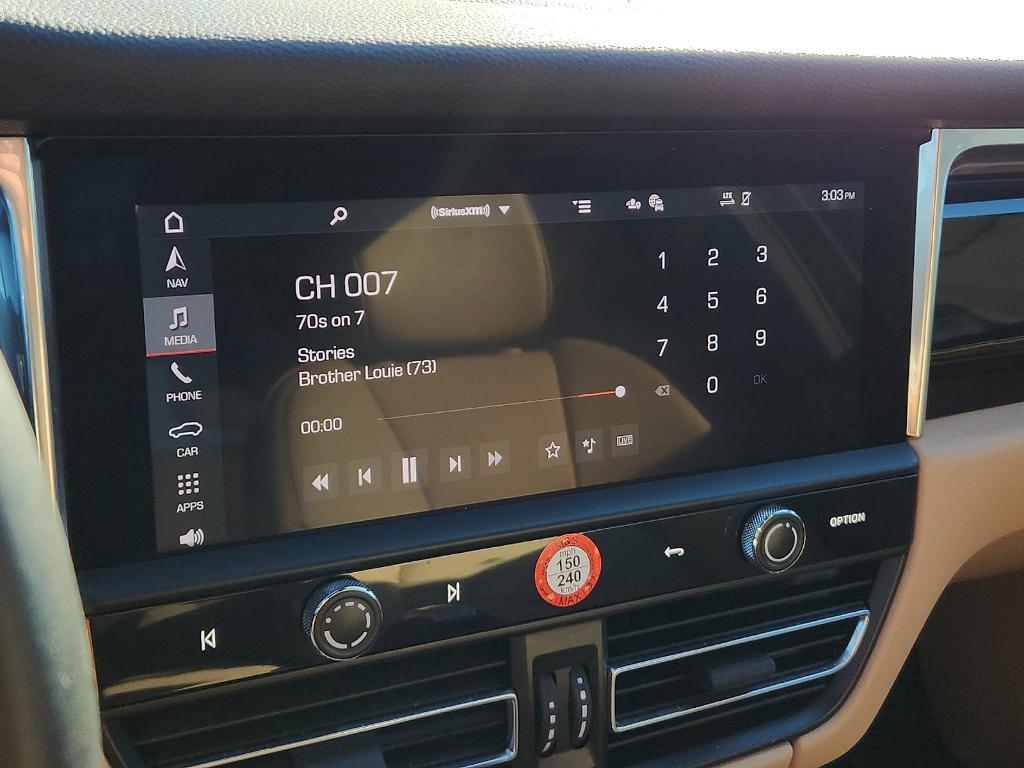 ((SiriusXM))
LTE
3:03 PM
NAV
MEDIA
PHONE
CAR
APPS
CH 007
70s on 7
Stories
Brother Louie (73)
00:00
LIVE
1 2 3
4 5 6
7 8 9
0 OK
OPTION
mph
150
240
km/h
MAX